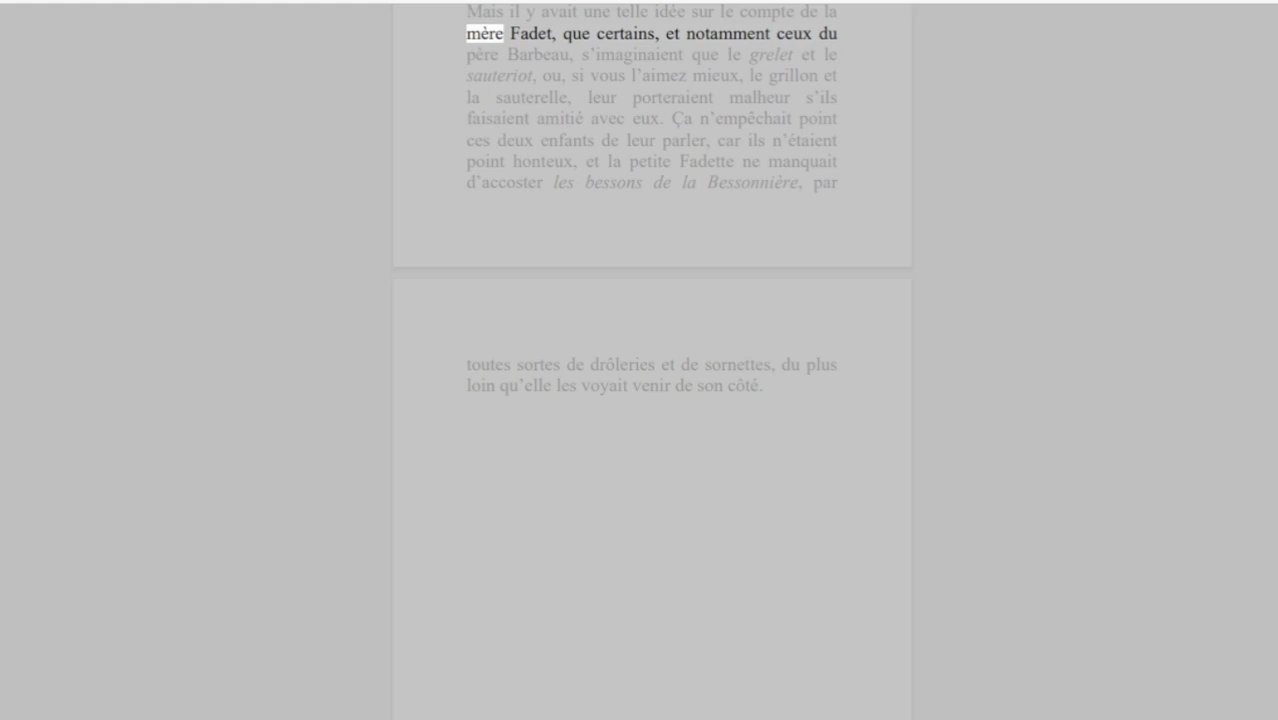 Mais il y avait une telle idée sur le compte de la
mère Fadet, que certains, et notamment ceux du
père Barbeau, s’imaginaient que le grelet et le
sauteriot, ou, si vous l’aimez mieux, le grillon et
la sauterelle, leur porteraient malheur s’ils
faisaient amitié avec eux. Ça n’empêchait point
ces deux enfants de leur parler, car ils n’étaient
point honteux, et la petite Fadette ne manquait
d’accoster les bessons de la Bessonnière, par
toutes sortes de drôleries et de sornettes, du plus
loin qu’elle les voyait venir de son côté.